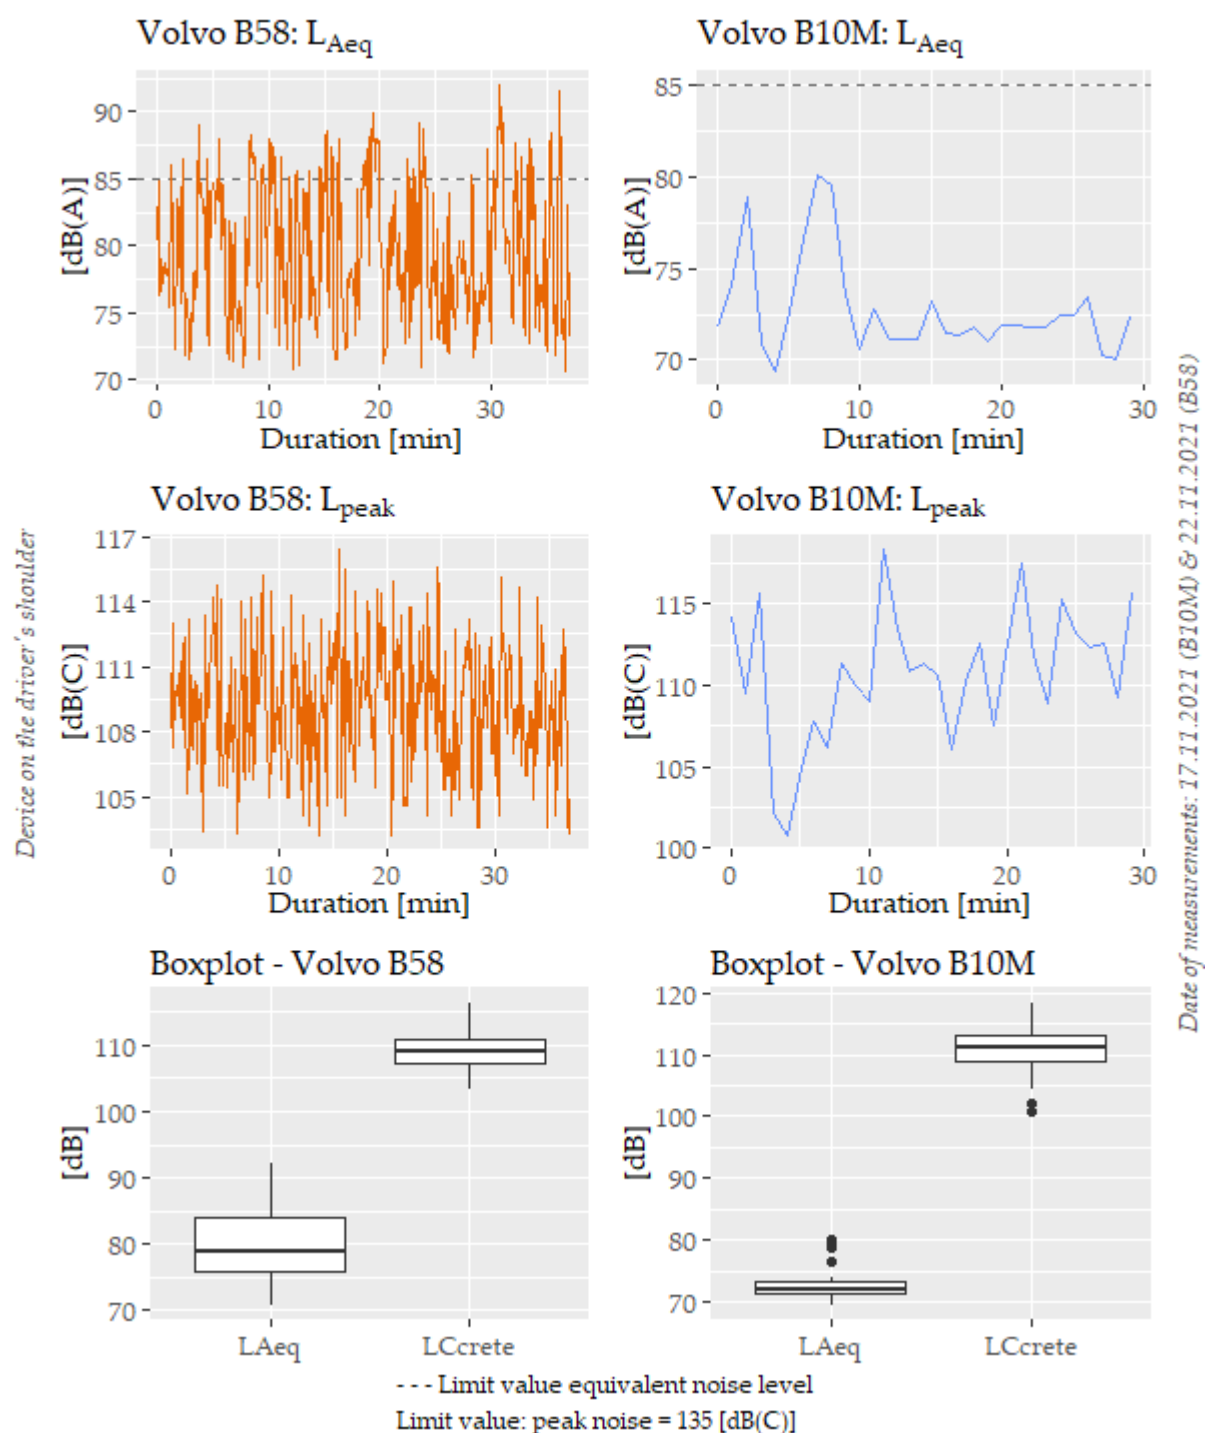 Volvo B58: LAeq
[dB(A)]
90
85
80
75
70
0 10 20 30
Duration [min]
Volvo B10M: LAeq
[dB(A)]
85
80
75
70
0 10 20 30
Duration [min]
Volvo B58: Lpeak
[dB(C)]
117
114
111
108
105
0 10 20 30
Duration [min]
Volvo B10M: Lpeak
[dB(C)]
115
110
105
100
0 10 20 30
Duration [min]
Boxplot - Volvo B58
[dB]
110
100
90
80
70
LAeq LCcrete
Boxplot - Volvo B10M
[dB]
120
110
100
90
80
70
LAeq LCcrete
- - - Limit value equivalent noise level
Limit value: peak noise = 135 [dB(C)]
Device on the driver's shoulder
Date of measurements: 17.11.2021 (B10M) & 22.11.2021 (B58)